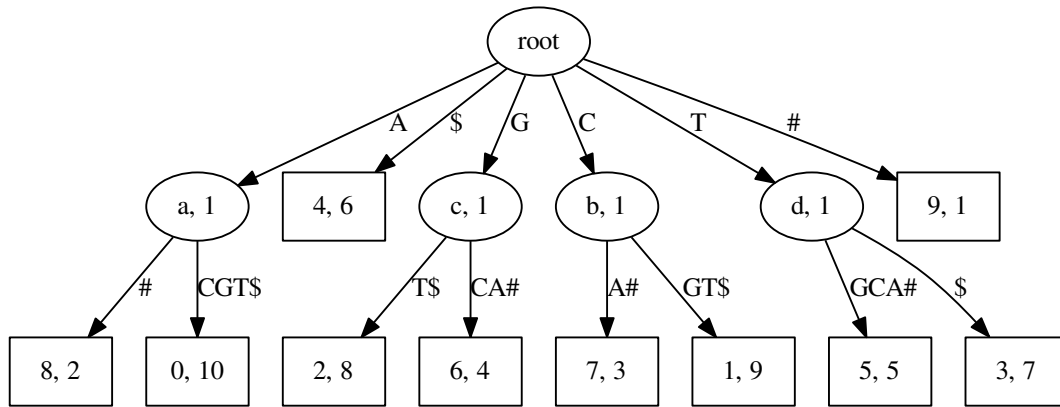 root
A $ G C T #
a, 1 4, 6 c, 1 b, 1 d, 1 9, 1
# CGT$ T$ CA# A# GT$ GCA# $
8, 2 0, 10 2, 8 6, 4 7, 3 1, 9 5, 5 3, 7